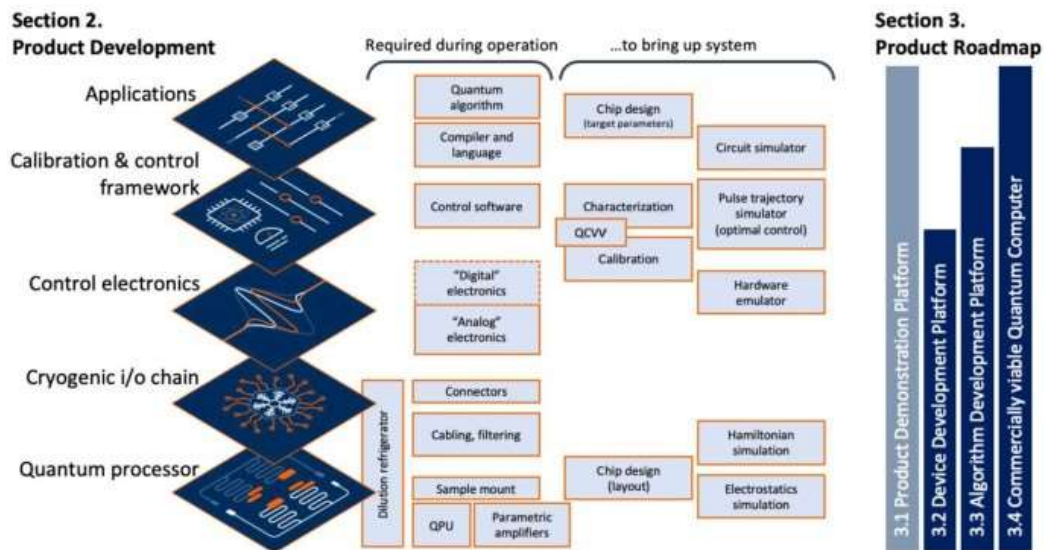 Section 2.
Product Development
Required during operation
...to bring up system
Section 3.
Product Roadmap
Applications
Quantum
algorithm
Compiler and
language
Chip design
(target parameters)
Circuit simulator
Calibration & control
framework
Control software
Characterization
QCVV
Calibration
Pulse trajectory
simulator
(optimal control)
Control electronics
"Digital"
electronics
"Analog"
electronics
Hardware
emulator
Cryogenic i/o chain
Dilution refrigerator
Connectors
Cabling, filtering
Hamiltonian
simulation
Quantum processor
Sample mount
QPU
Parametric
amplifiers
Chip design
(layout)
Electrostatics
simulation
3.1 Product Demonstration Platform
3.2 Device Development Platform
3.3 Algorithm Development Platform
3.4 Commercially viable Quantum Computer